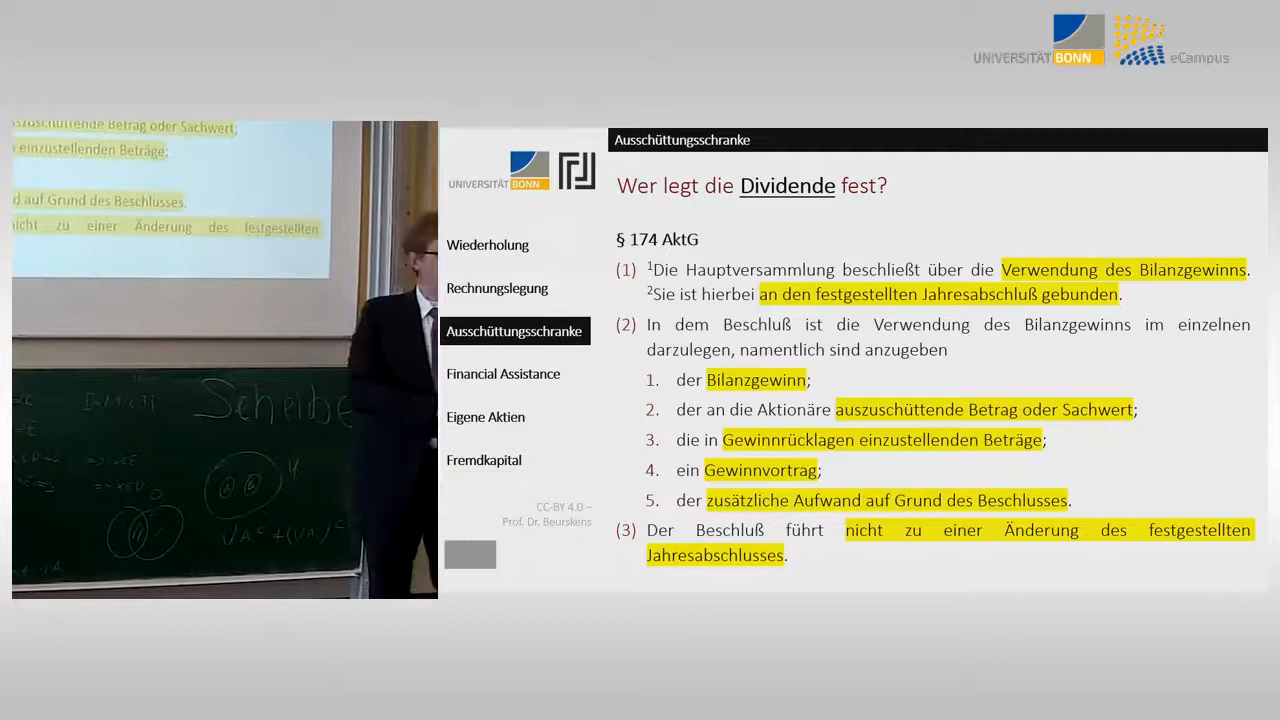 UNIVERSITÄT BONN eCampus
szuschüttende Betrag oder Sachwert;
einzustellenden Beträge;
d auf Grund des Beschlusses.
icht zu einer Änderung des festgestellten
Scheibe
UNIVERSITÄT BONN
Wiederholung
Rechnungslegung
Ausschüttungsschranke
Financial Assistance
Eigene Aktien
Fremdkapital
CC-BY 4.0 –
Prof. Dr. Beurskens
Ausschüttungsschranke
Wer legt die Dividende fest?
§ 174 AktG
(1) ¹Die Hauptversammlung beschließt über die Verwendung des Bilanzgewinns.
²Sie ist hierbei an den festgestellten Jahresabschluß gebunden.
(2) In dem Beschluß ist die Verwendung des Bilanzgewinns im einzelnen
darzulegen, namentlich sind anzugeben
1. der Bilanzgewinn;
2. der an die Aktionäre auszuschüttende Betrag oder Sachwert;
3. die in Gewinnrücklagen einzustellenden Beträge;
4. ein Gewinnvortrag;
5. der zusätzliche Aufwand auf Grund des Beschlusses.
(3) Der Beschluß führt nicht zu einer Änderung des festgestellten
Jahresabschlusses.